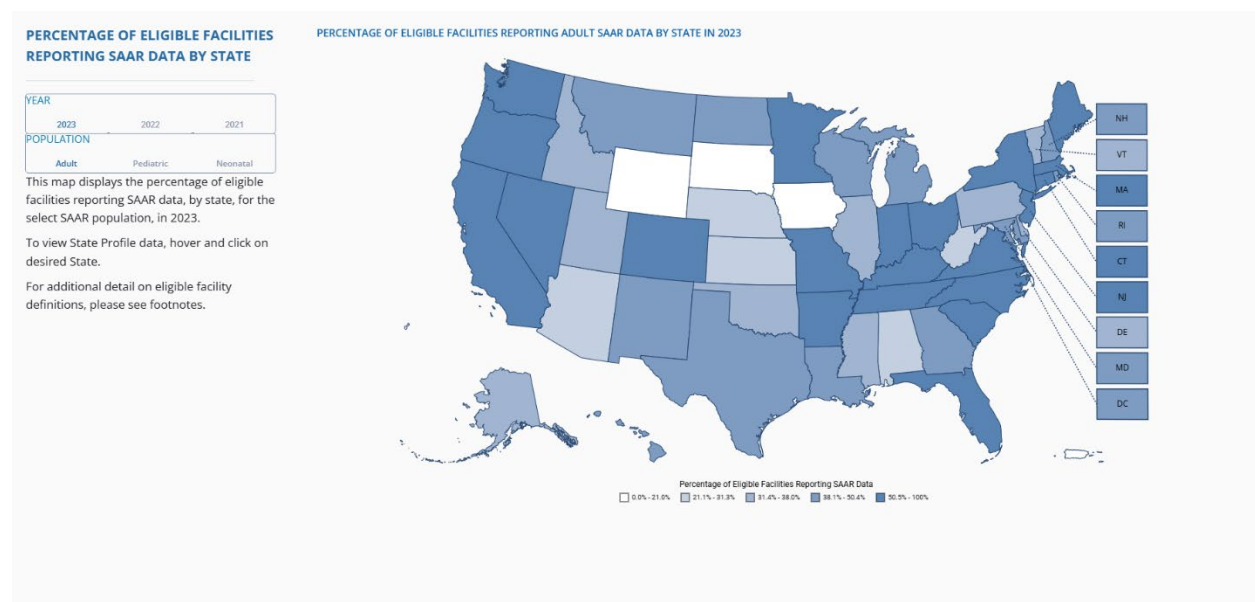 PERCENTAGE OF ELIGIBLE FACILITIES
REPORTING SAAR DATA BY STATE
YEAR
2023 2022 2021
POPULATION
Adult Pediatric Neonatal
This map displays the percentage of eligible
facilities reporting SAAR data, by state, for the
select SAAR population, in 2023.
To view State Profile data, hover and click on
desired State.
For additional detail on eligible facility
definitions, please see footnotes.
PERCENTAGE OF ELIGIBLE FACILITIES REPORTING ADULT SAAR DATA BY STATE IN 2023
NH
VT
MA
RI
CT
NJ
DE
MD
DC
Percentage of Eligible Facilities Reporting SAAR Data
0.0% - 21.0% 21.1% - 31.3% 31.4% - 38.0% 38.1% - 50.4% 50.5% - 100%